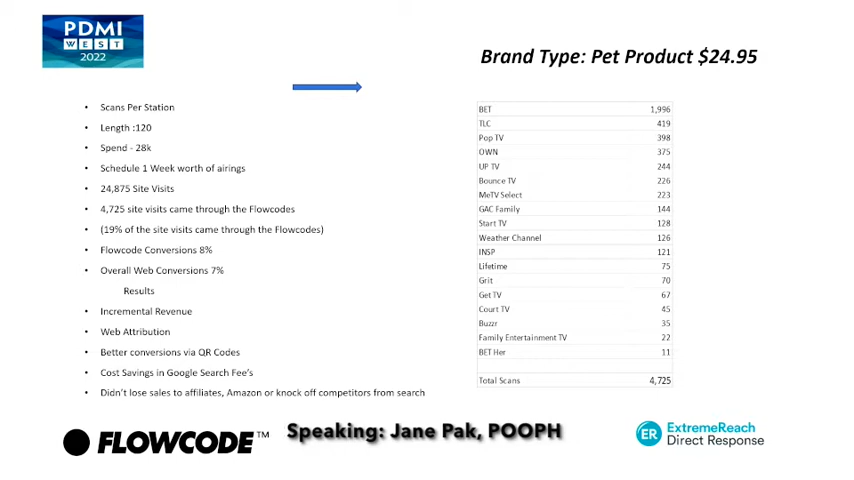 PDMI
WEST
2022
Brand Type: Pet Product $24.95
• Scans Per Station
• Length :120
• Spend - 28k
• Schedule 1 Week worth of airings
• 24,875 Site Visits
• 4,725 site visits came through the Flowcodes
• (19% of the site visits came through the Flowcodes)
• Flowcode Conversions 8%
• Overall Web Conversions 7%
Results
• Incremental Revenue
• Web Attribution
• Better conversions via QR Codes
• Cost Savings in Google Search Fee's
• Didn't lose sales to affiliates, Amazon or knock off competitors from search
BET 1,996
TLC 419
Pop TV 398
OWN 375
UP TV 244
Bounce TV 226
MeTV Select 223
GAC Family 144
Start TV 128
Weather Channel 126
INSP 121
Lifetime 75
Grit 70
Get TV 67
Court TV 45
Buzzr 35
Family Entertainment TV 22
BET Her 11
Total Scans 4,725
FLOWCODE™
Speaking: Jane Pak, POOPH
ER ExtremeReach
Direct Response